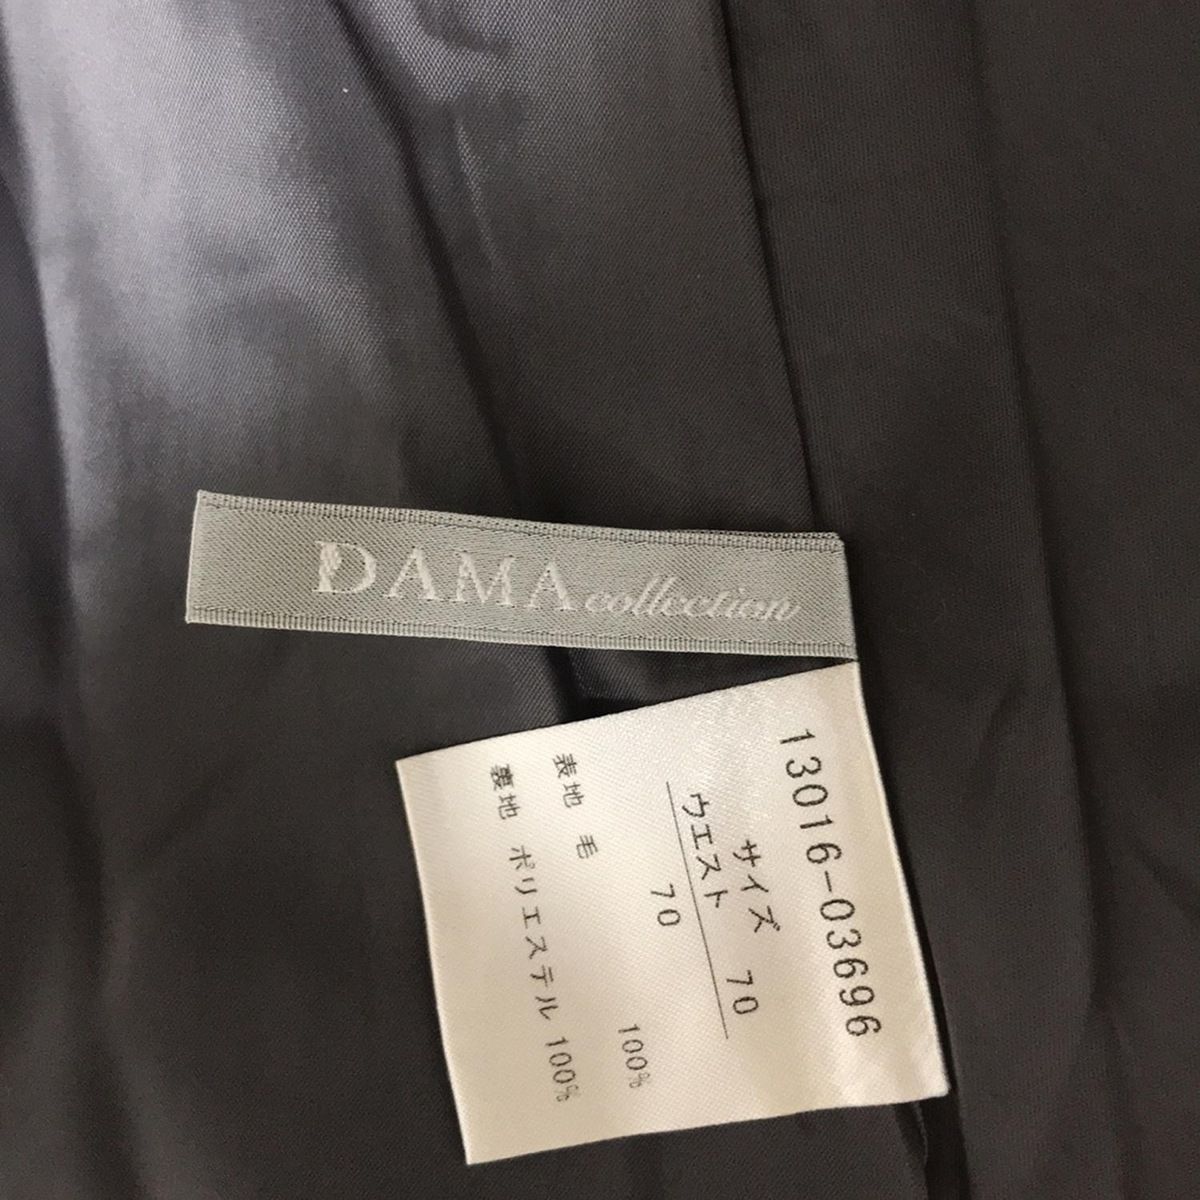 DAMA collection
13016-03696
サイズ 70
ウエスト
70
表地 毛 100%
裏地 ポリエステル 100%